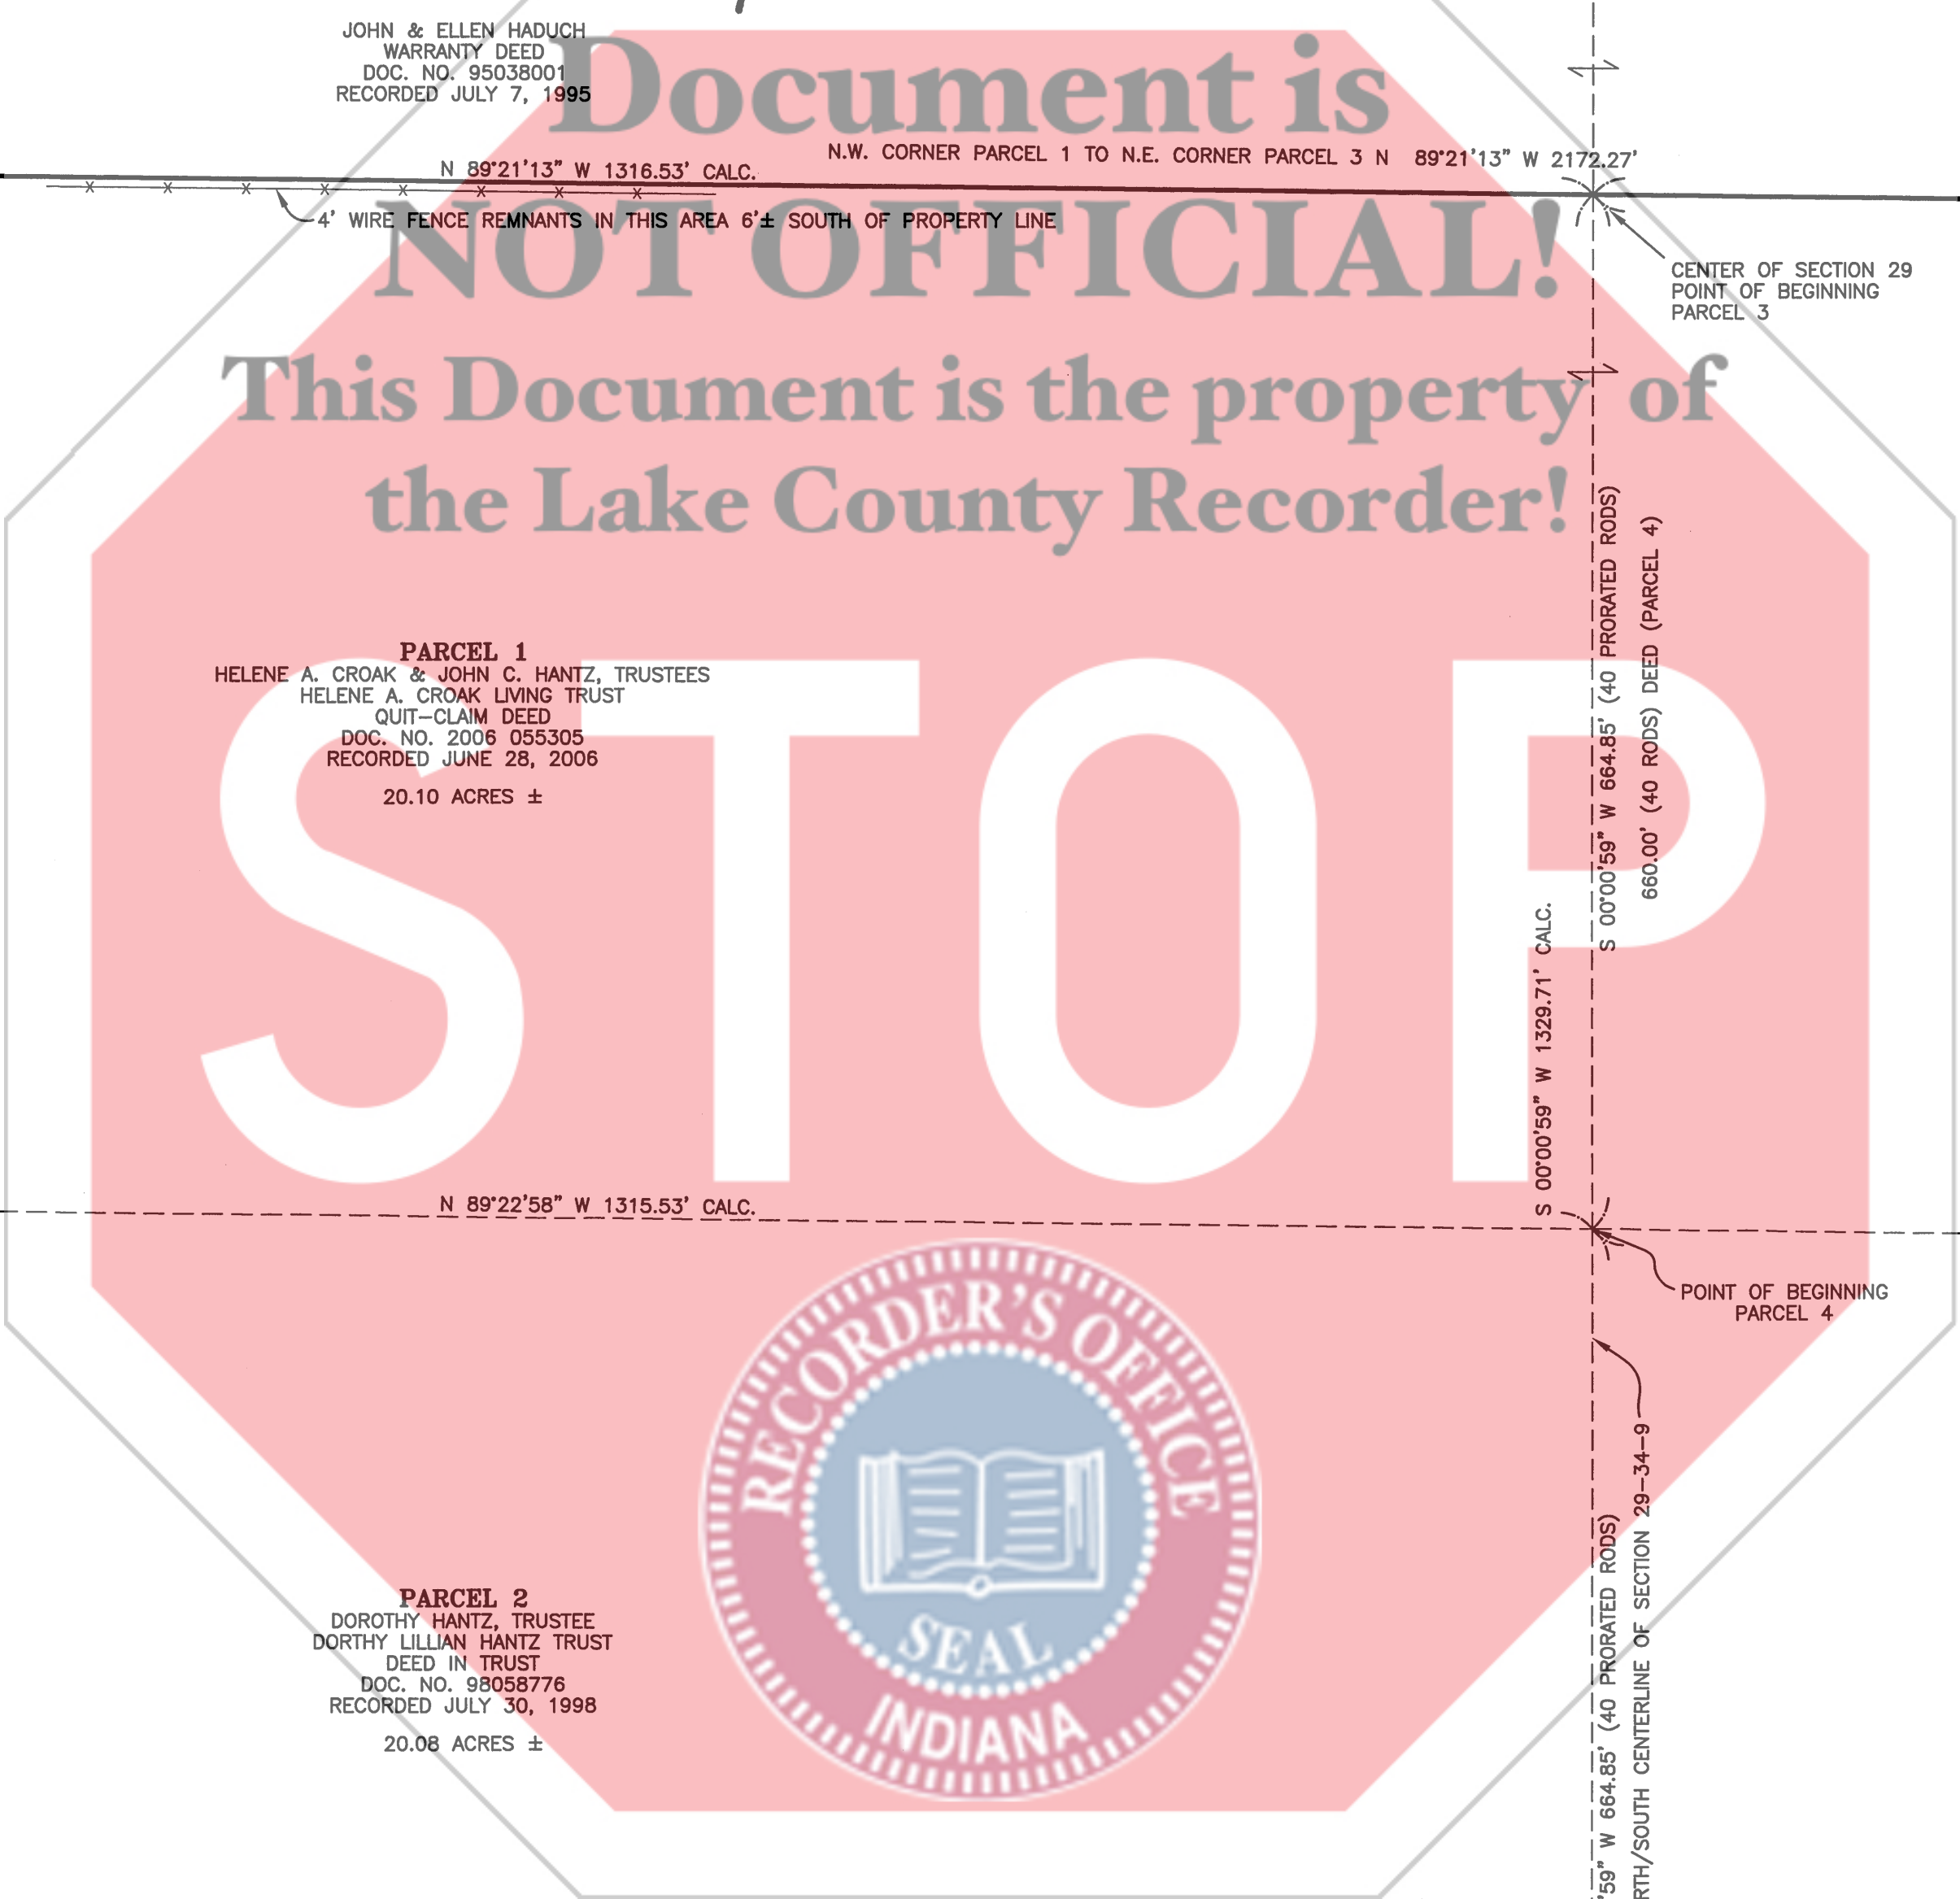 JOHN & ELLEN HADUCH
WARRANTY DEED
DOC. NO. 95038001
RECORDED JULY 7, 1995
Document is
N.W. CORNER PARCEL 1 TO N.E. CORNER PARCEL 3 N 89°21'13" W 2172.27'
N 89°21'13" W 1316.53' CALC.
4' WIRE FENCE REMNANTS IN THIS AREA 6'± SOUTH OF PROPERTY LINE
NOT OFFICIAL!
CENTER OF SECTION 29
POINT OF BEGINNING
PARCEL 3
This Document is the property of
the Lake County Recorder!
S 00°00'59" W 664.85' (40 PRORATED RODS)
660.00' (40 RODS) DEED (PARCEL 4)
PARCEL 1
HELENE A. CROAK & JOHN C. HANTZ, TRUSTEES
HELENE A. CROAK LIVING TRUST
QUIT-CLAIM DEED
DOC. NO. 2006 055305
RECORDED JUNE 28, 2006
20.10 ACRES ±
STOP
S 00°00'59" W 1329.71' CALC.
N 89°22'58" W 1315.53' CALC.
POINT OF BEGINNING
PARCEL 4
RECORDER'S OFFICE
SEAL
INDIANA
PARCEL 2
DOROTHY HANTZ, TRUSTEE
DORTHY LILLIAN HANTZ TRUST
DEED IN TRUST
DOC. NO. 98058776
RECORDED JULY 30, 1998
20.08 ACRES ±
'59" W 664.85' (40 PRORATED RODS)
RTH/SOUTH CENTERLINE OF SECTION 29-34-9